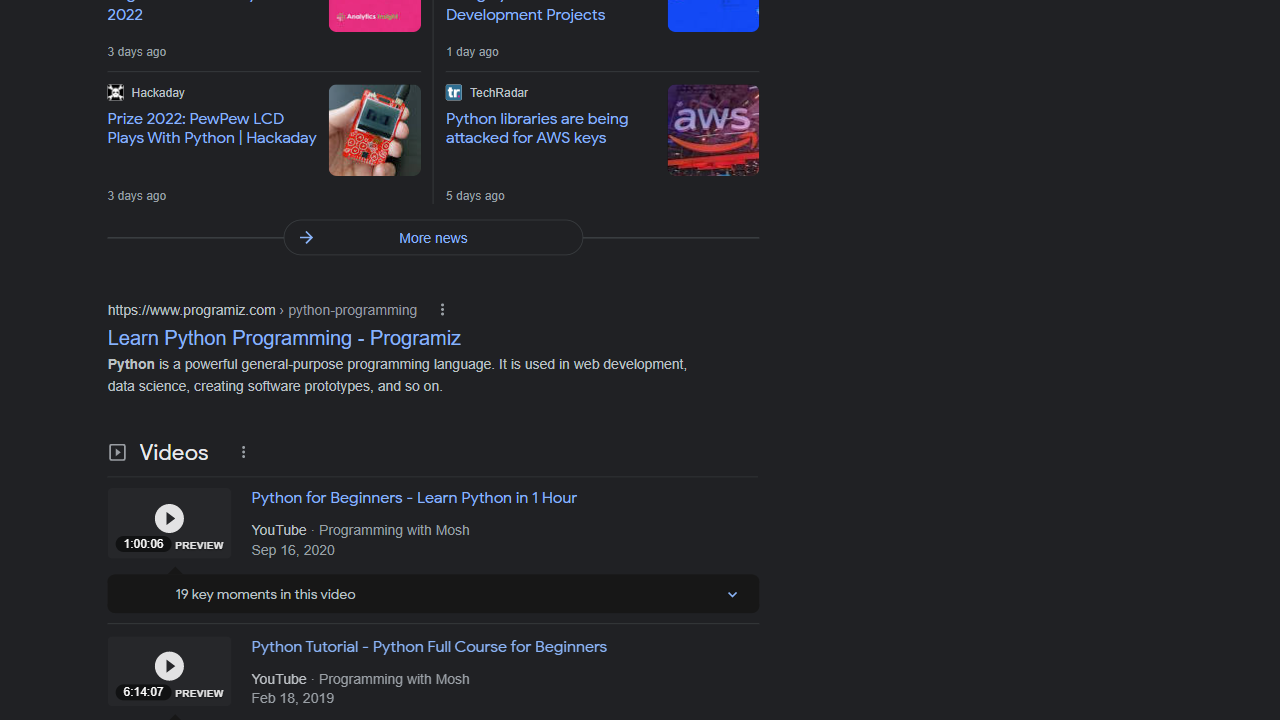 2022
Analytics Insight
3 days ago
Development Projects
1 day ago
Hackaday
Prize 2022: PewPew LCD
Plays With Python | Hackaday
3 days ago
tr TechRadar
Python libraries are being
attacked for AWS keys
aws
5 days ago
More news
https://www.programiz.com › python-programming
Learn Python Programming - Programiz
Python is a powerful general-purpose programming language. It is used in web development,
data science, creating software prototypes, and so on.
Videos
Python for Beginners - Learn Python in 1 Hour
YouTube · Programming with Mosh
Sep 16, 2020
1:00:06 PREVIEW
19 key moments in this video
Python Tutorial - Python Full Course for Beginners
YouTube · Programming with Mosh
Feb 18, 2019
6:14:07 PREVIEW